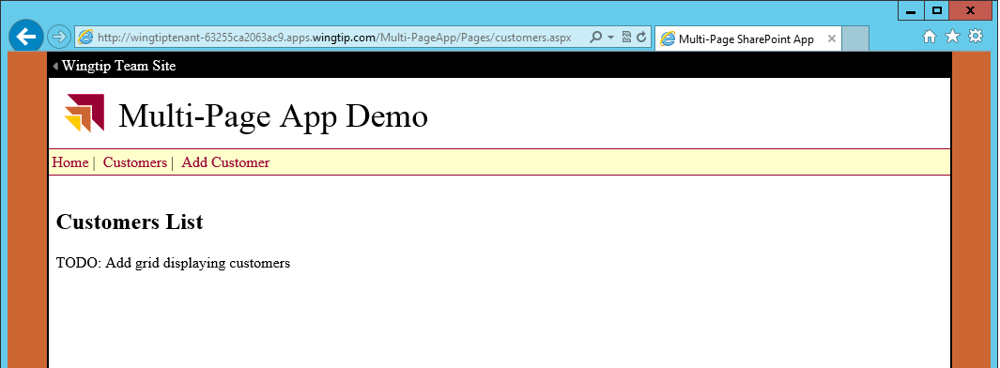 http://wingtiptenant-63255ca2063ac9.apps.wingtip.com/Multi-PageApp/Pages/customers.aspx
Multi-Page SharePoint App
Wingtip Team Site
Multi-Page App Demo
Home | Customers | Add Customer
Customers List
TODO: Add grid displaying customers